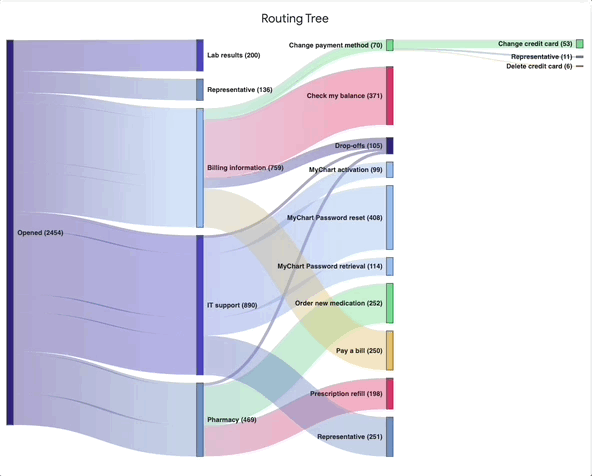 Routing Tree
Opened (2454)
Lab results (200)
Representative (136)
Billing information (759)
IT support (890)
Pharmacy (469)
Change payment method (70)
Check my balance (371)
Drop-offs (105)
MyChart activation (99)
MyChart Password reset (408)
MyChart Password retrieval (114)
Order new medication (252)
Pay a bill (250)
Prescription refill (198)
Representative (251)
Change credit card (53)
Representative (11)
Delete credit card (6)